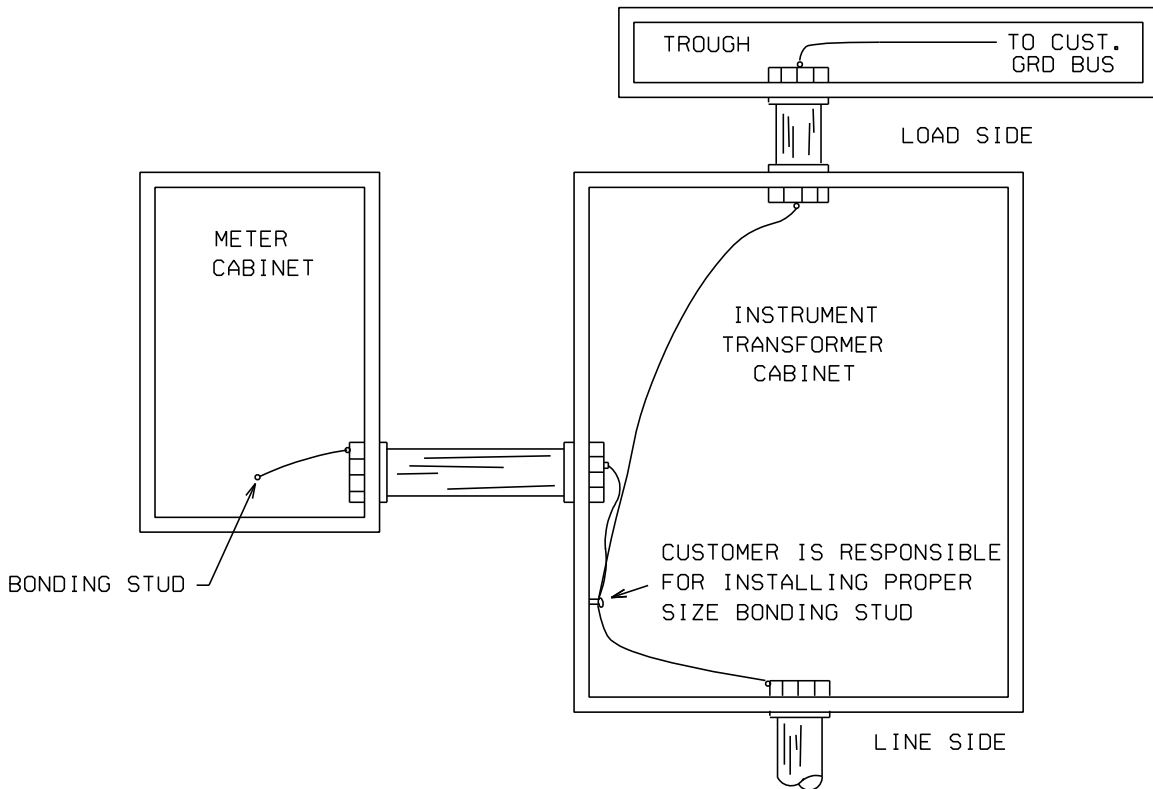 TROUGH
TO CUST.
GRD BUS
LOAD SIDE
METER
CABINET
INSTRUMENT
TRANSFORMER
CABINET
BONDING STUD
CUSTOMER IS RESPONSIBLE
FOR INSTALLING PROPER
SIZE BONDING STUD
LINE SIDE